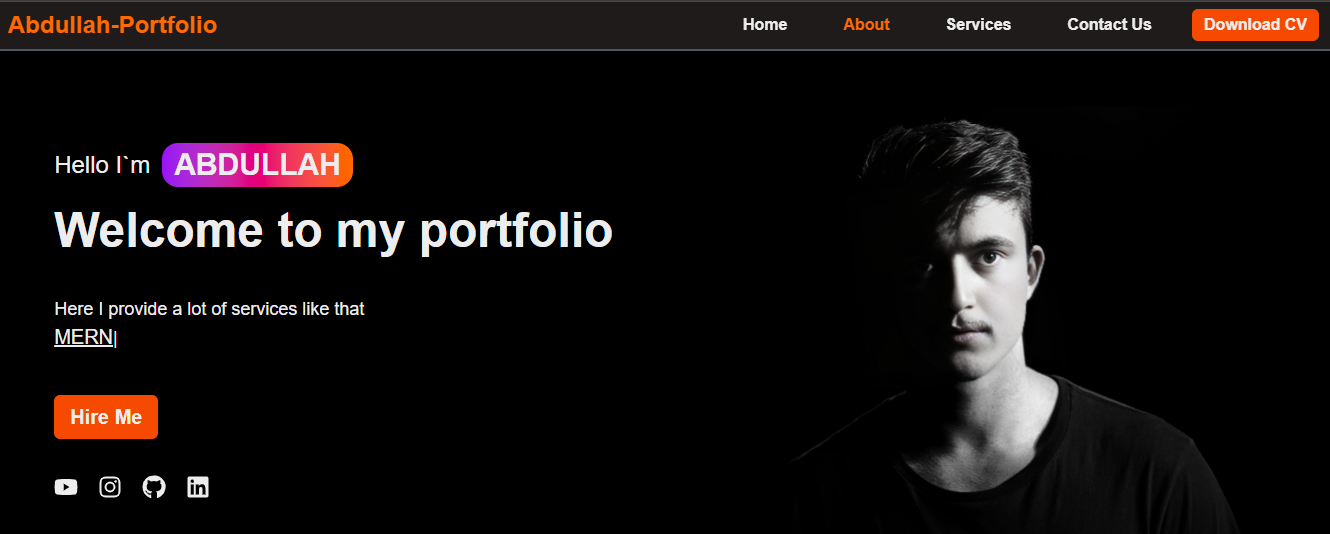 Abdullah-Portfolio Home About Services Contact Us Download CV
Hello I`m ABDULLAH
Welcome to my portfolio
Here I provide a lot of services like that
MERN|
Hire Me
in